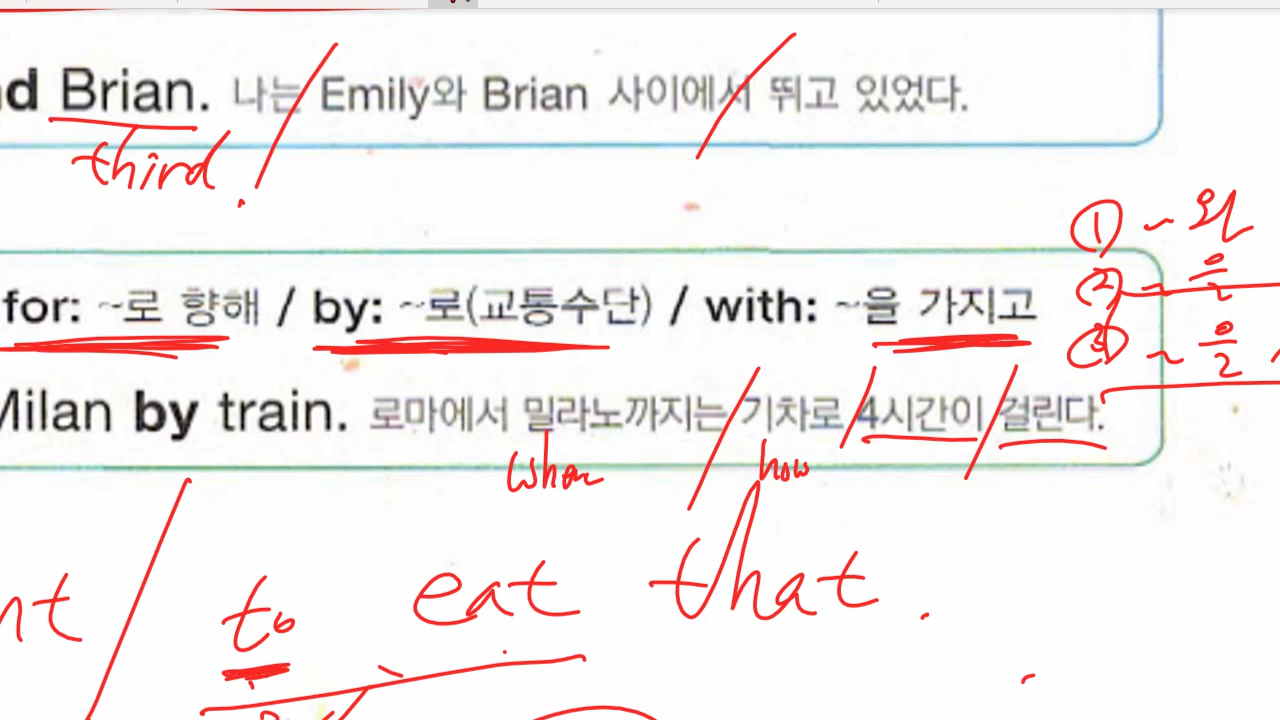 nd Brian. 나는 Emily와 Brian 사이에서 뛰고 있었다.
third.
① ~와
② ~
③ ~
for: ~로 향해 / by: ~로(교통수단) / with: ~을 가지고
Milan by train. 로마에서 밀라노까지는 기차로 4시간이 걸린다.
how
nt to eat that.